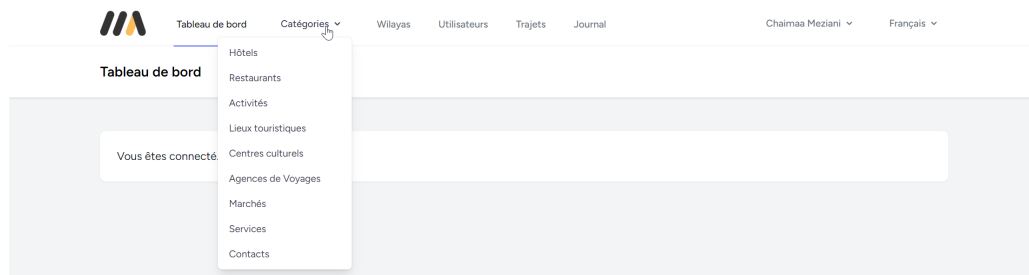 Tableau de bord Catégories Wilayas Utilisateurs Trajets Journal Chaimaa Meziani Français
Tableau de bord
Hôtels
Restaurants
Activités
Lieux touristiques
Centres culturels
Agences de Voyages
Marchés
Services
Contacts
Vous êtes connecté.